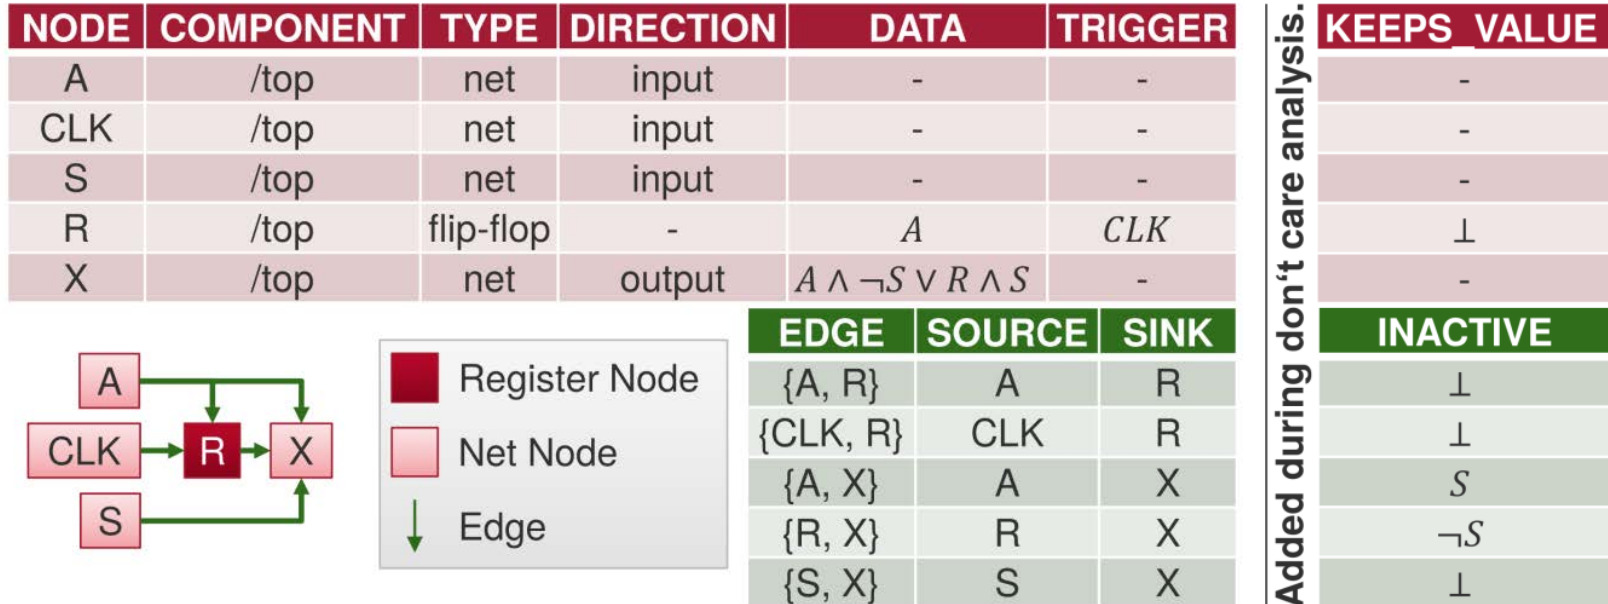 NODE COMPONENT TYPE DIRECTION DATA TRIGGER
A /top net input - -
CLK /top net input - -
S /top net input - -
R /top flip-flop - A CLK
X /top net output A ∧ ¬S ∨ R ∧ S -
Added during don‘t care analysis.
KEEPS_VALUE
-
-
-
⊥
-
A
CLK
R
X
S
Register Node
Net Node
Edge
EDGE SOURCE SINK
{A, R} A R
{CLK, R} CLK R
{A, X} A X
{R, X} R X
{S, X} S X
INACTIVE
⊥
⊥
S
¬S
⊥